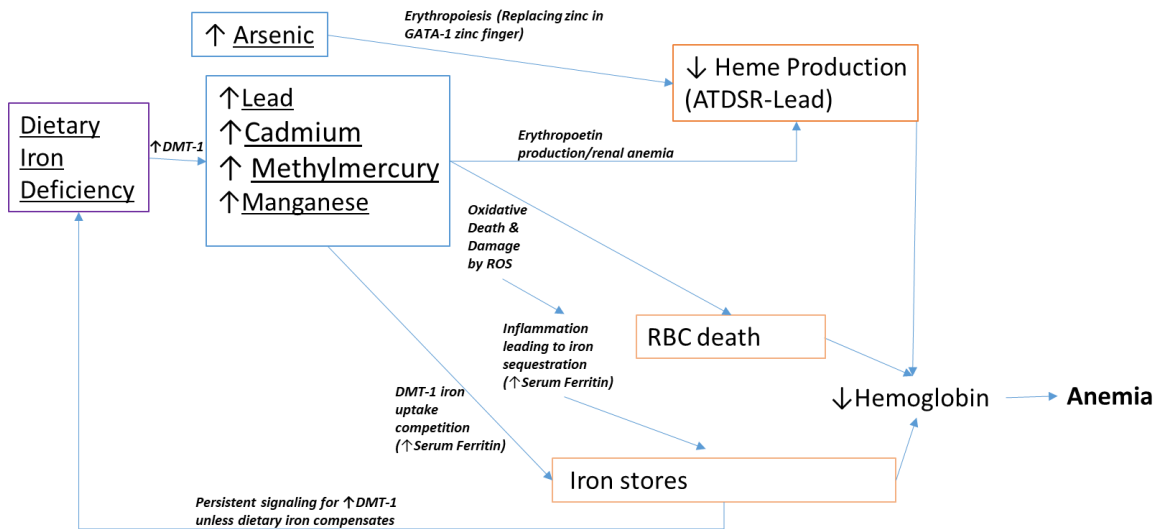 Erythropoiesis (Replacing zinc in
GATA-1 zinc finger)
↑ Arsenic
↓ Heme Production
(ATDSR-Lead)
Dietary
Iron
Deficiency
↑DMT-1
↑Lead
↑Cadmium
↑ Methylmercury
↑Manganese
Erythropoetin
production/renal anemia
Oxidative
Death &
Damage
by ROS
RBC death
Inflammation
leading to iron
sequestration
(↑Serum Ferritin)
DMT-1 iron
uptake
competition
(↑Serum Ferritin)
↓Hemoglobin
Anemia
Iron stores
Persistent signaling for ↑DMT-1
unless dietary iron compensates